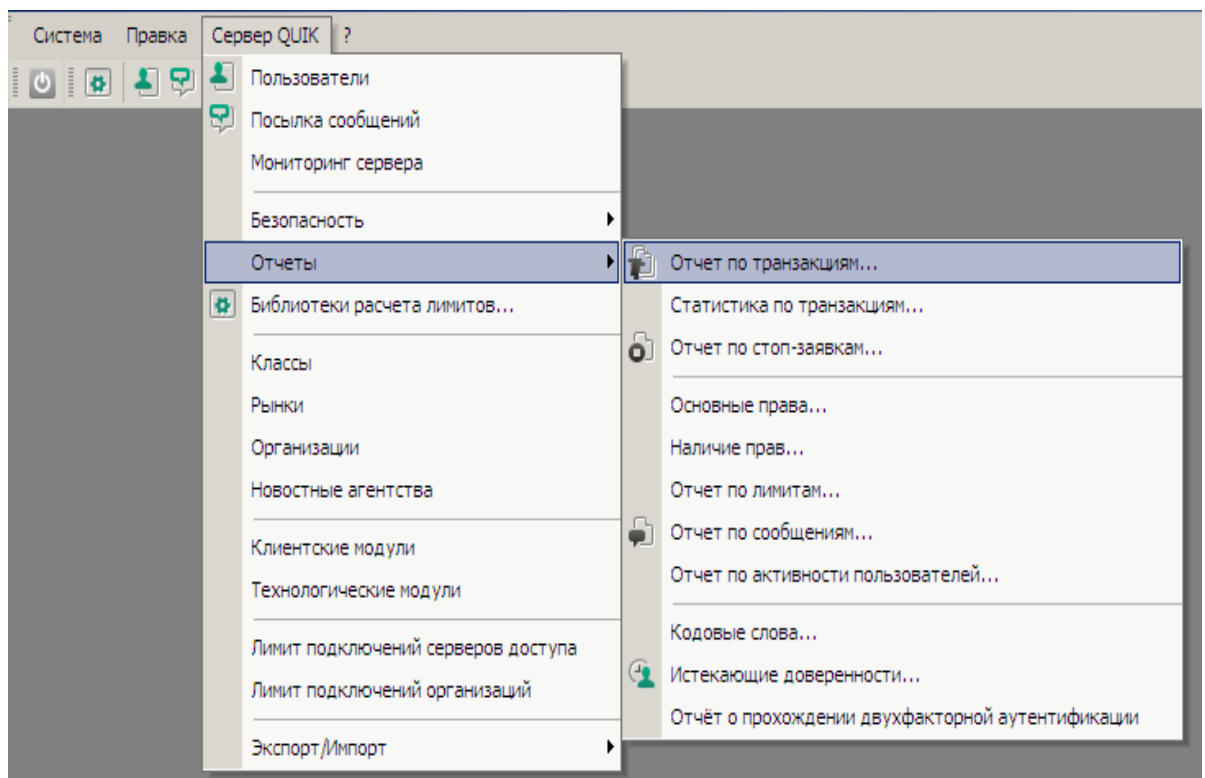 Система Правка Сервер QUIK ?
Пользователи
Посылка сообщений
Мониторинг сервера
Безопасность
Отчеты
Библиотеки расчета лимитов...
Классы
Рынки
Организации
Новостные агентства
Клиентские модули
Технологические модули
Лимит подключений серверов доступа
Лимит подключений организаций
Экспорт/Импорт
Отчет по транзакциям...
Статистика по транзакциям...
Отчет по стоп-заявкам...
Основные права...
Наличие прав...
Отчет по лимитам...
Отчет по сообщениям...
Отчет по активности пользователей...
Кодовые слова...
Истекающие доверенности...
Отчёт о прохождении двухфакторной аутентификации